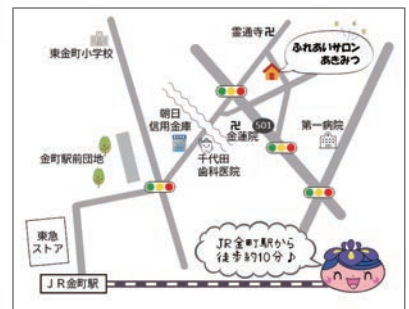 霊通寺卍
東金町小学校
ふれあいサロン
あきみつ
朝日
信用金庫
卍
金蓮院
501
第一病院
金町駅前団地
千代田
歯科医院
東急
ストア
JR金町駅から
徒歩約10分♪
JR金町駅